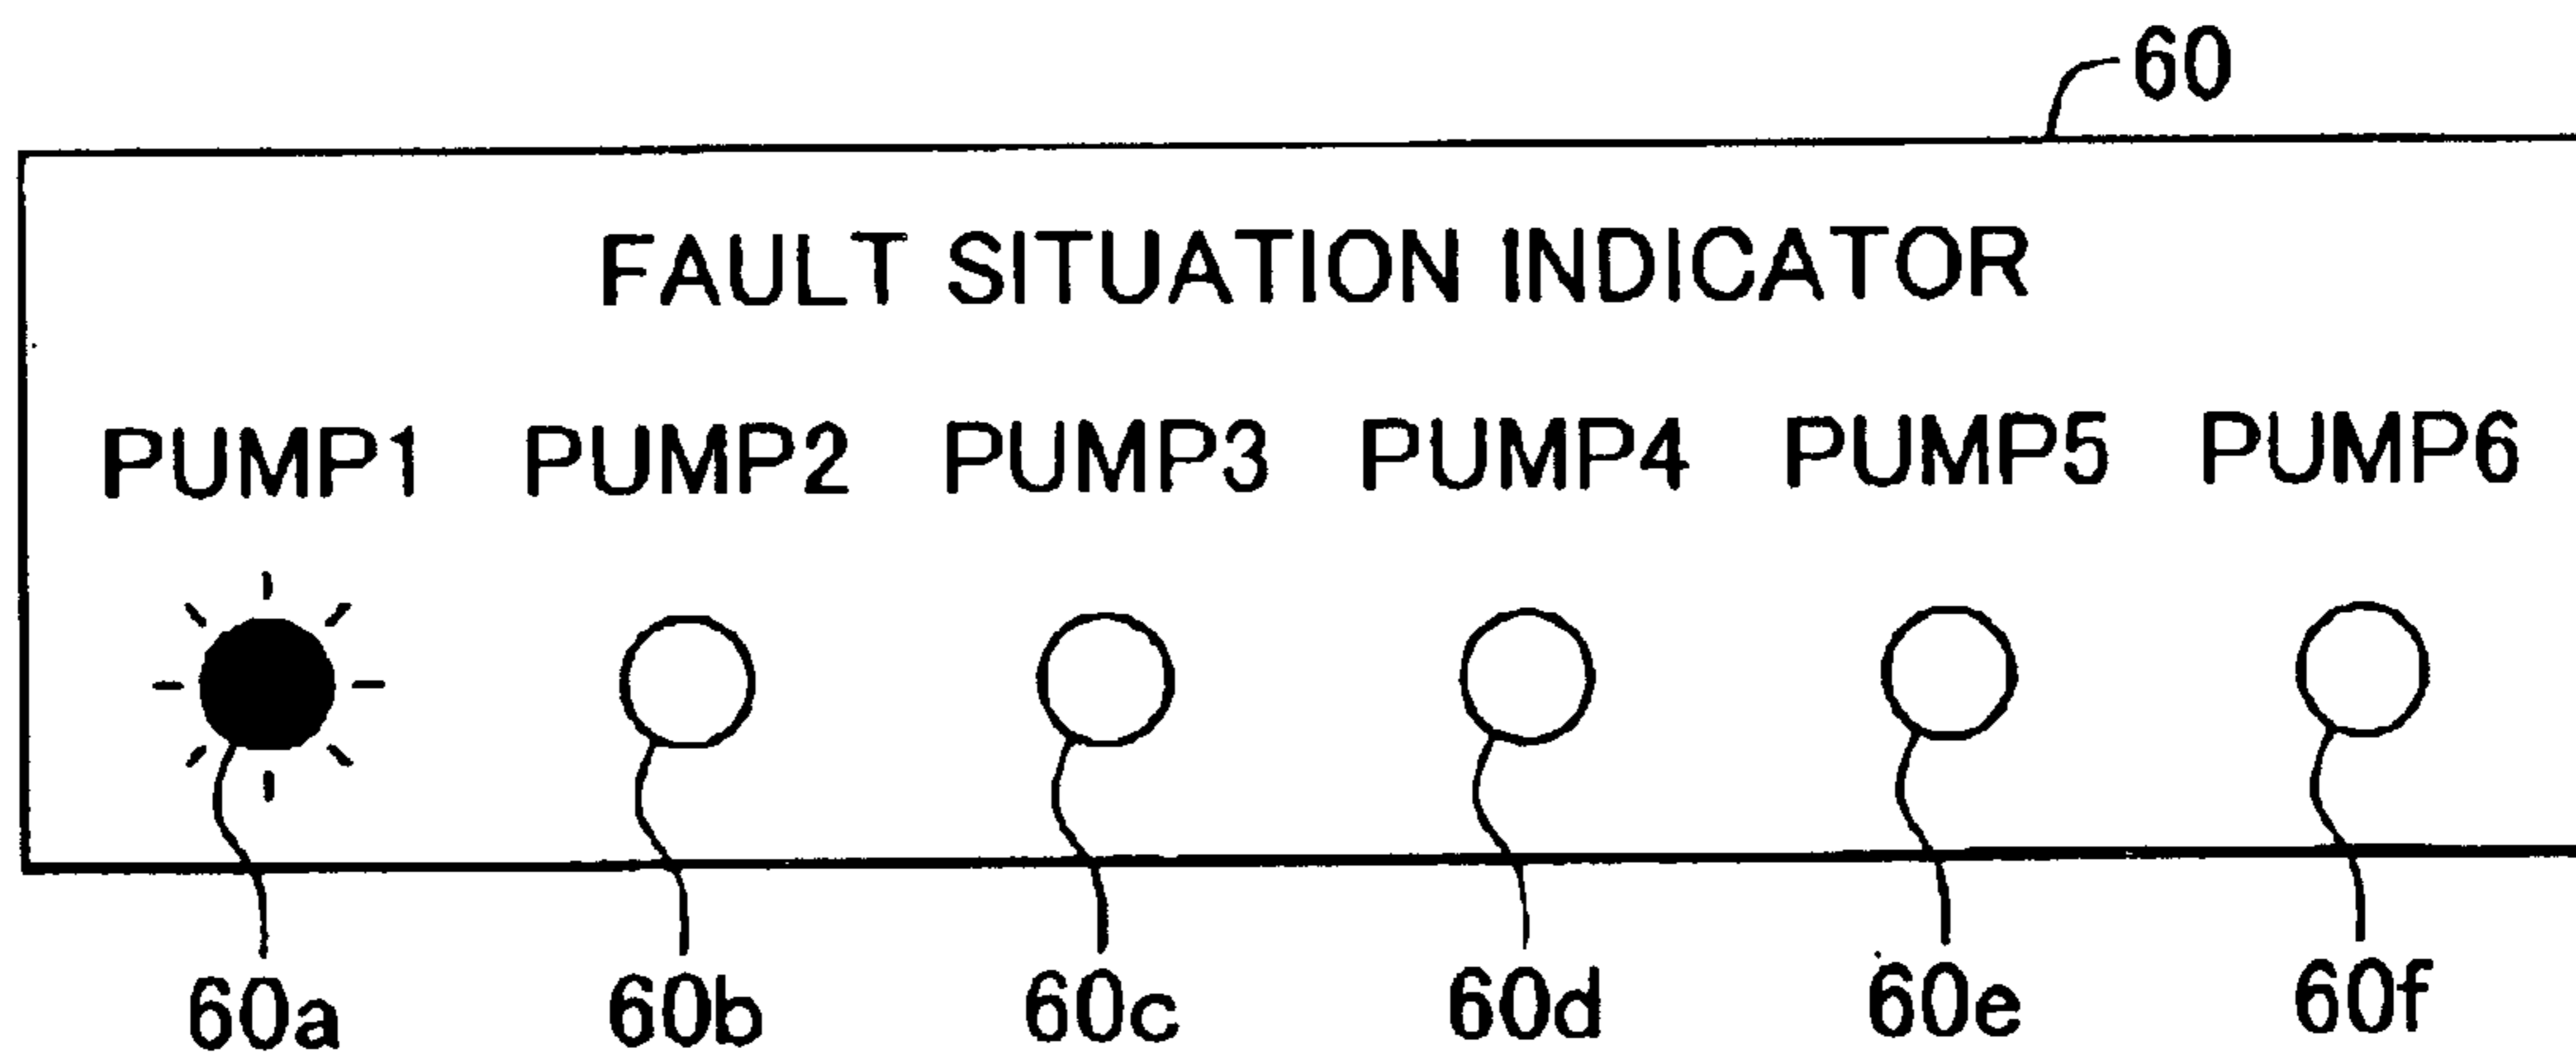 60
FAULT SITUATION INDICATOR
PUMP1 PUMP2 PUMP3 PUMP4 PUMP5 PUMP6
60a 60b 60c 60d 60e 60f